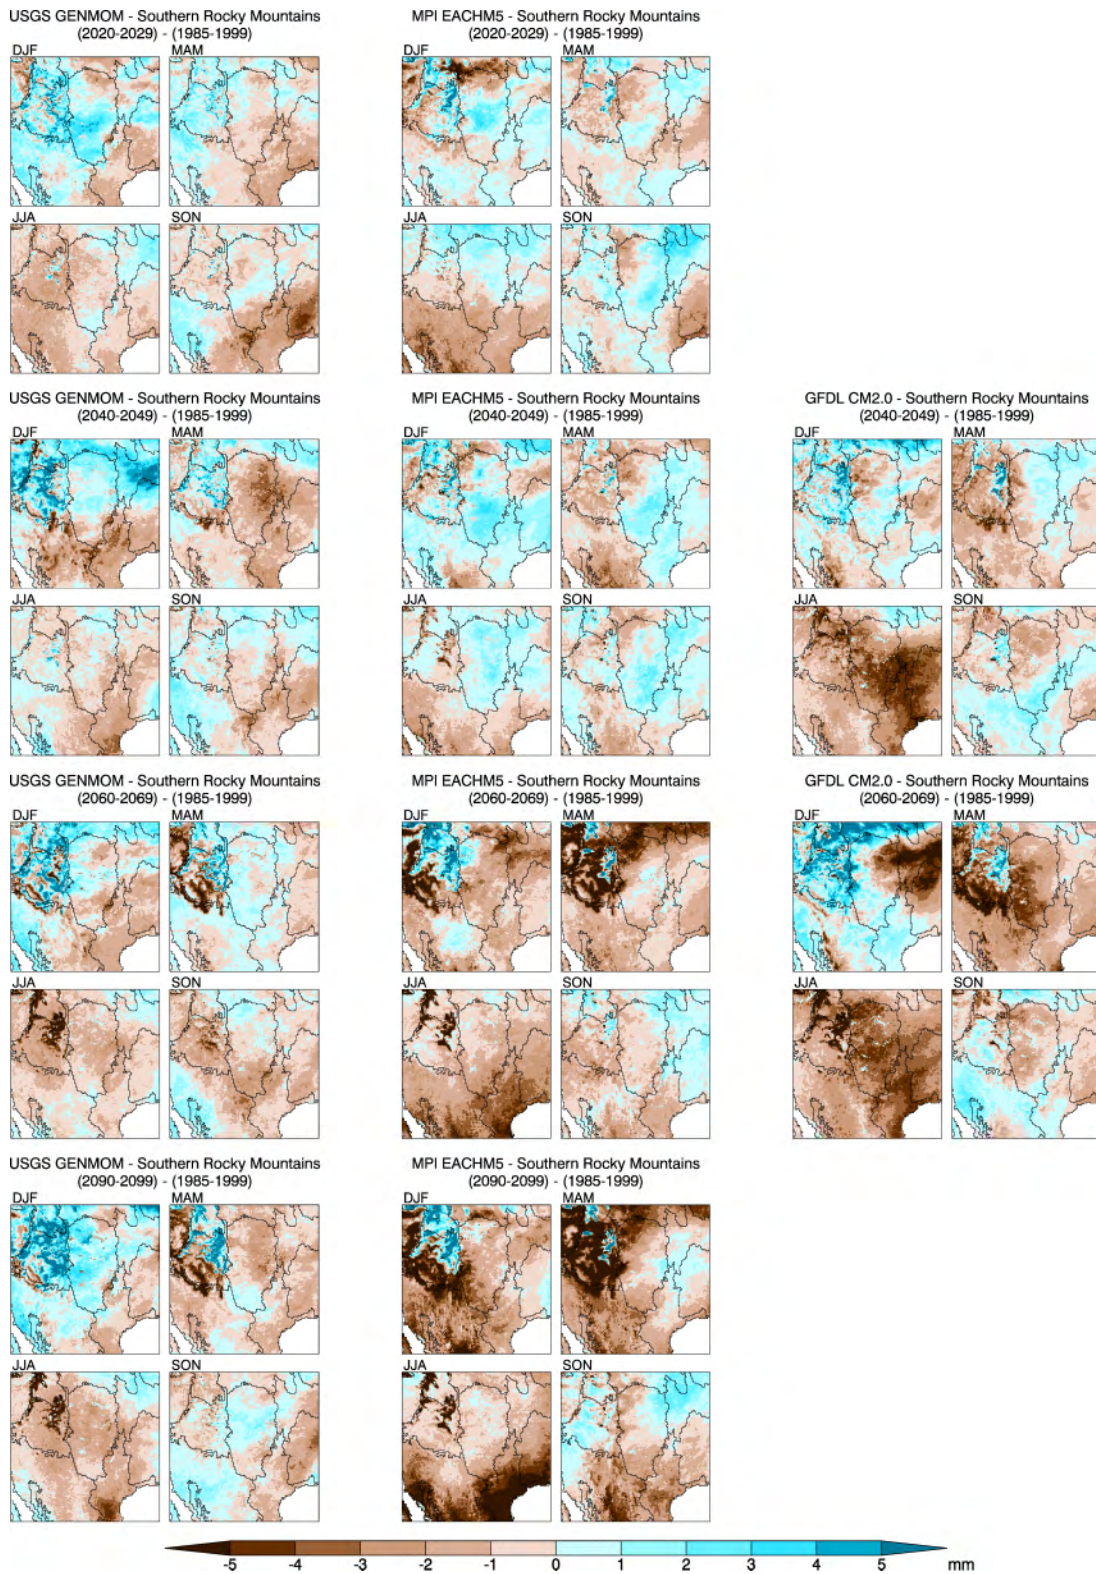 USGS GENMOM - Southern Rocky Mountains
(2020-2029) - (1985-1999)
DJF
MAM
JJA
SON
MPI EACHM5 - Southern Rocky Mountains
(2020-2029) - (1985-1999)
DJF
MAM
JJA
SON
USGS GENMOM - Southern Rocky Mountains
(2040-2049) - (1985-1999)
DJF
MAM
JJA
SON
MPI EACHM5 - Southern Rocky Mountains
(2040-2049) - (1985-1999)
DJF
MAM
JJA
SON
GFDL CM2.0 - Southern Rocky Mountains
(2040-2049) - (1985-1999)
DJF
MAM
JJA
SON
USGS GENMOM - Southern Rocky Mountains
(2060-2069) - (1985-1999)
DJF
MAM
JJA
SON
MPI EACHM5 - Southern Rocky Mountains
(2060-2069) - (1985-1999)
DJF
MAM
JJA
SON
GFDL CM2.0 - Southern Rocky Mountains
(2060-2069) - (1985-1999)
DJF
MAM
JJA
SON
USGS GENMOM - Southern Rocky Mountains
(2090-2099) - (1985-1999)
DJF
MAM
JJA
SON
MPI EACHM5 - Southern Rocky Mountains
(2090-2099) - (1985-1999)
DJF
MAM
JJA
SON
-5 -4 -3 -2 -1 0 1 2 3 4 5 mm